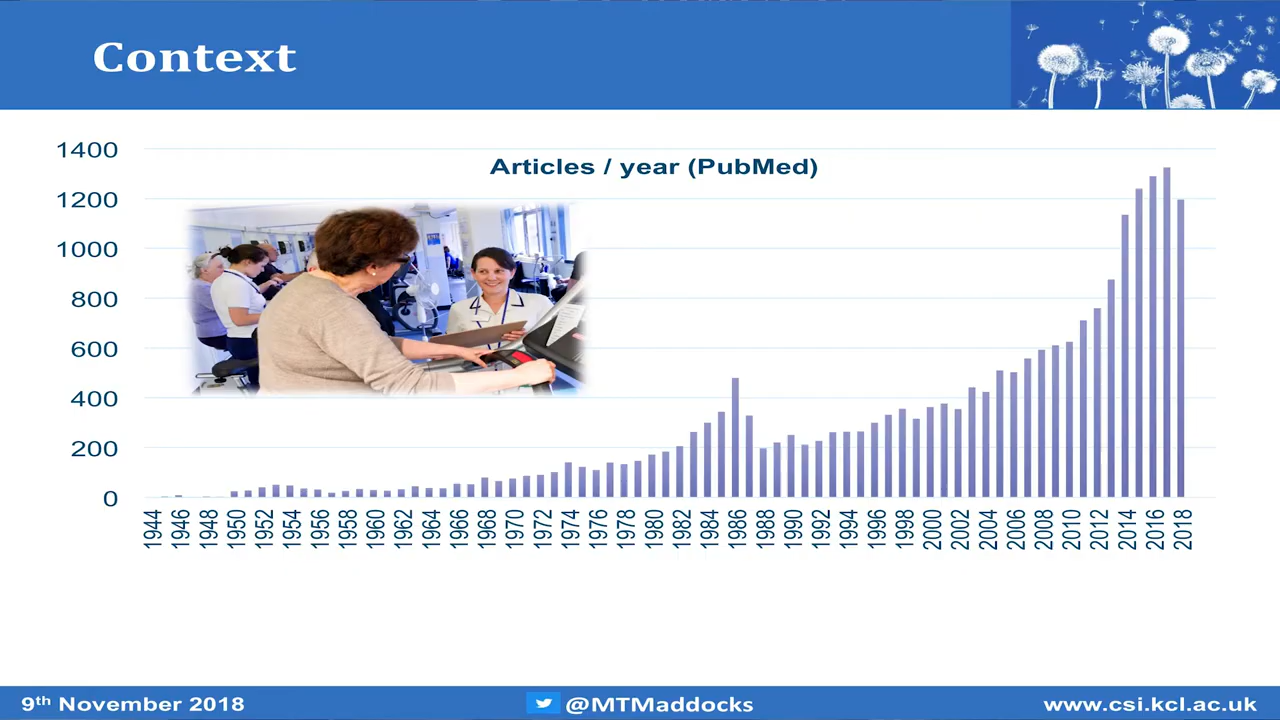 Context
Articles / year (PubMed)
1400
1200
1000
800
600
400
200
0
1944 1946 1948 1950 1952 1954 1956 1958 1960 1962 1964 1966 1968 1970 1972 1974 1976 1978 1980 1982 1984 1986 1988 1990 1992 1994 1996 1998 2000 2002 2004 2006 2008 2010 2012 2014 2016 2018
9th November 2018 @MTMaddocks www.csi.kcl.ac.uk